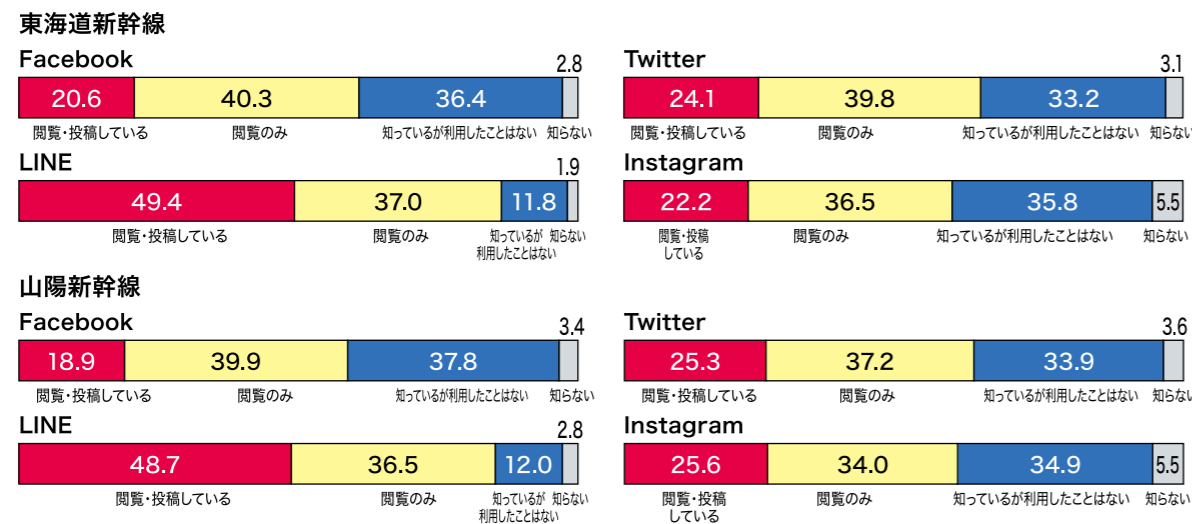 東海道新幹線
Facebook
2.8
20.6 40.3 36.4
閲覧・投稿している 閲覧のみ 知っているが利用したことはない 知らない
Twitter
3.1
24.1 39.8 33.2
閲覧・投稿している 閲覧のみ 知っているが利用したことはない 知らない
LINE
1.9
49.4 37.0 11.8
閲覧・投稿している 閲覧のみ 知っているが 知らない
利用したことはない
Instagram
22.2 36.5 35.8 5.5
閲覧・投稿 閲覧のみ 知っているが利用したことはない 知らない
している
山陽新幹線
Facebook
3.4
18.9 39.9 37.8
閲覧・投稿している 閲覧のみ 知っているが利用したことはない 知らない
Twitter
3.6
25.3 37.2 33.9
閲覧・投稿している 閲覧のみ 知っているが利用したことはない 知らない
LINE
2.8
48.7 36.5 12.0
閲覧・投稿している 閲覧のみ 知っているが 知らない
利用したことはない
Instagram
25.6 34.0 34.9 5.5
閲覧・投稿 閲覧のみ 知っているが利用したことはない 知らない
している